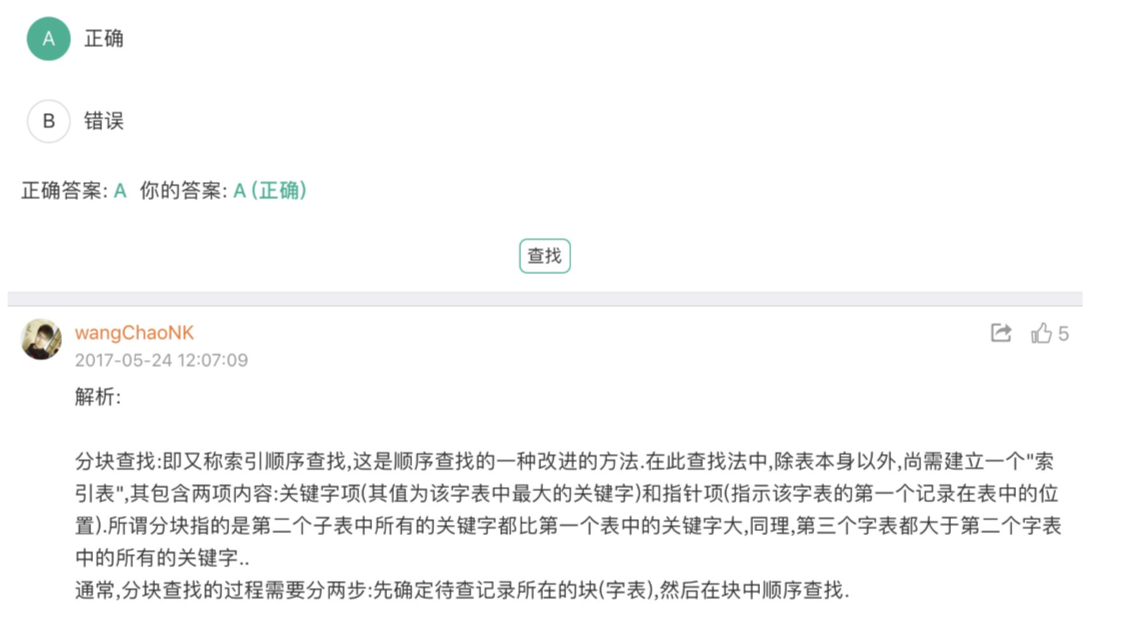 A 正确
B 错误
正确答案: A 你的答案: A (正确)
查找
wangChaoNK
5
2017-05-24 12:07:09
解析:
分块查找:即又称索引顺序查找,这是顺序查找的一种改进的方法.在此查找法中,除表本身以外,尚需建立一个"索
引表",其包含两项内容:关键字项(其值为该字表中最大的关键字)和指针项(指示该字表的第一个记录在表中的位
置).所谓分块指的是第二个子表中所有的关键字都比第一个表中的关键字大,同理,第三个字表都大于第二个字表
中的所有的关键字..
通常,分块查找的过程需要分两步:先确定待查记录所在的块(字表),然后在块中顺序查找.